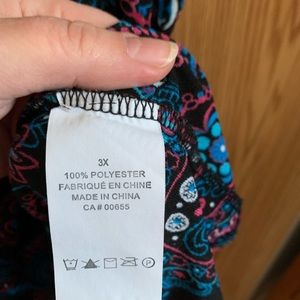 3X
100% POLYESTER
FABRIQUÉ EN CHINE
MADE IN CHINA
CA# 00655